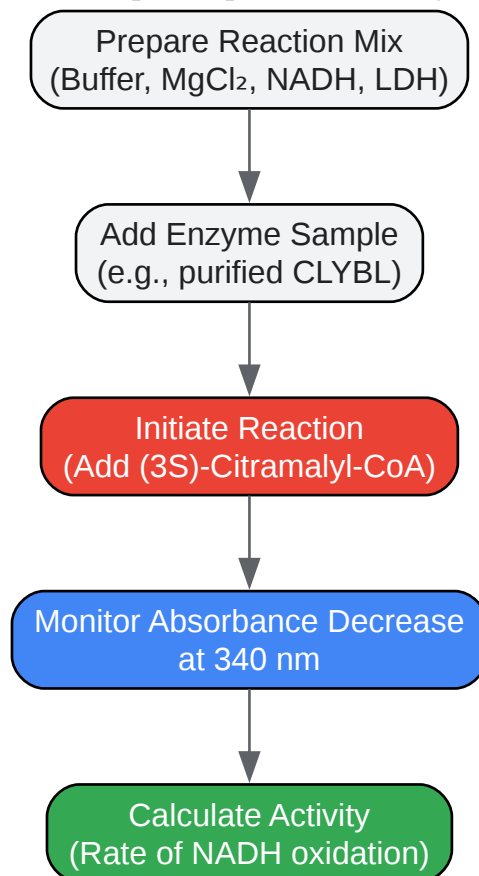 Prepare Reaction Mix
(Buffer, MgCl₂, NADH, LDH)
Add Enzyme Sample
(e.g., purified CLYBL)
Initiate Reaction
(Add (3S)-Citramalyl-CoA)
Monitor Absorbance Decrease
at 340 nm
Calculate Activity
(Rate of NADH oxidation)